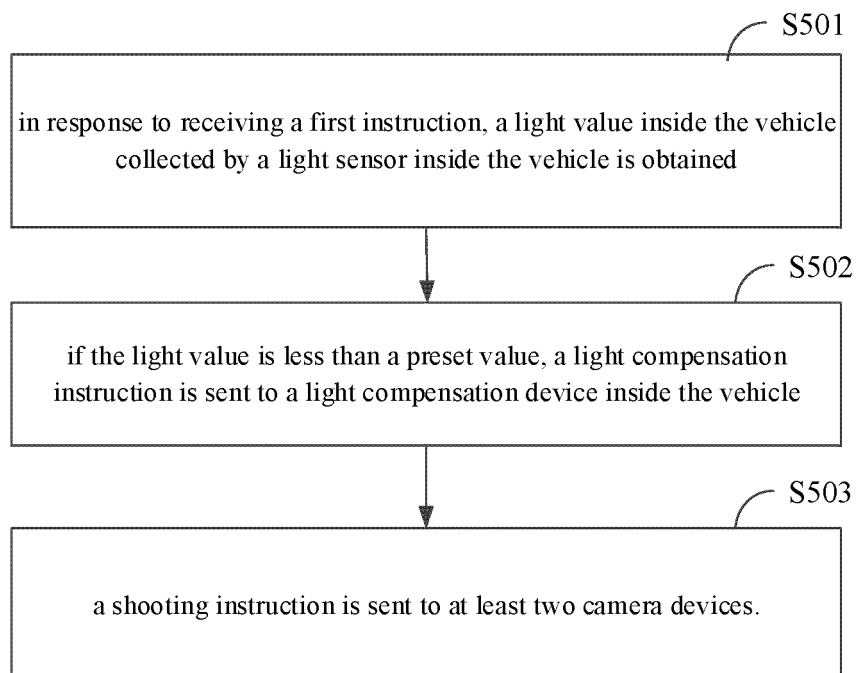 S501
in response to receiving a first instruction, a light value inside the vehicle
collected by a light sensor inside the vehicle is obtained
S502
if the light value is less than a preset value, a light compensation
instruction is sent to a light compensation device inside the vehicle
S503
a shooting instruction is sent to at least two camera devices.